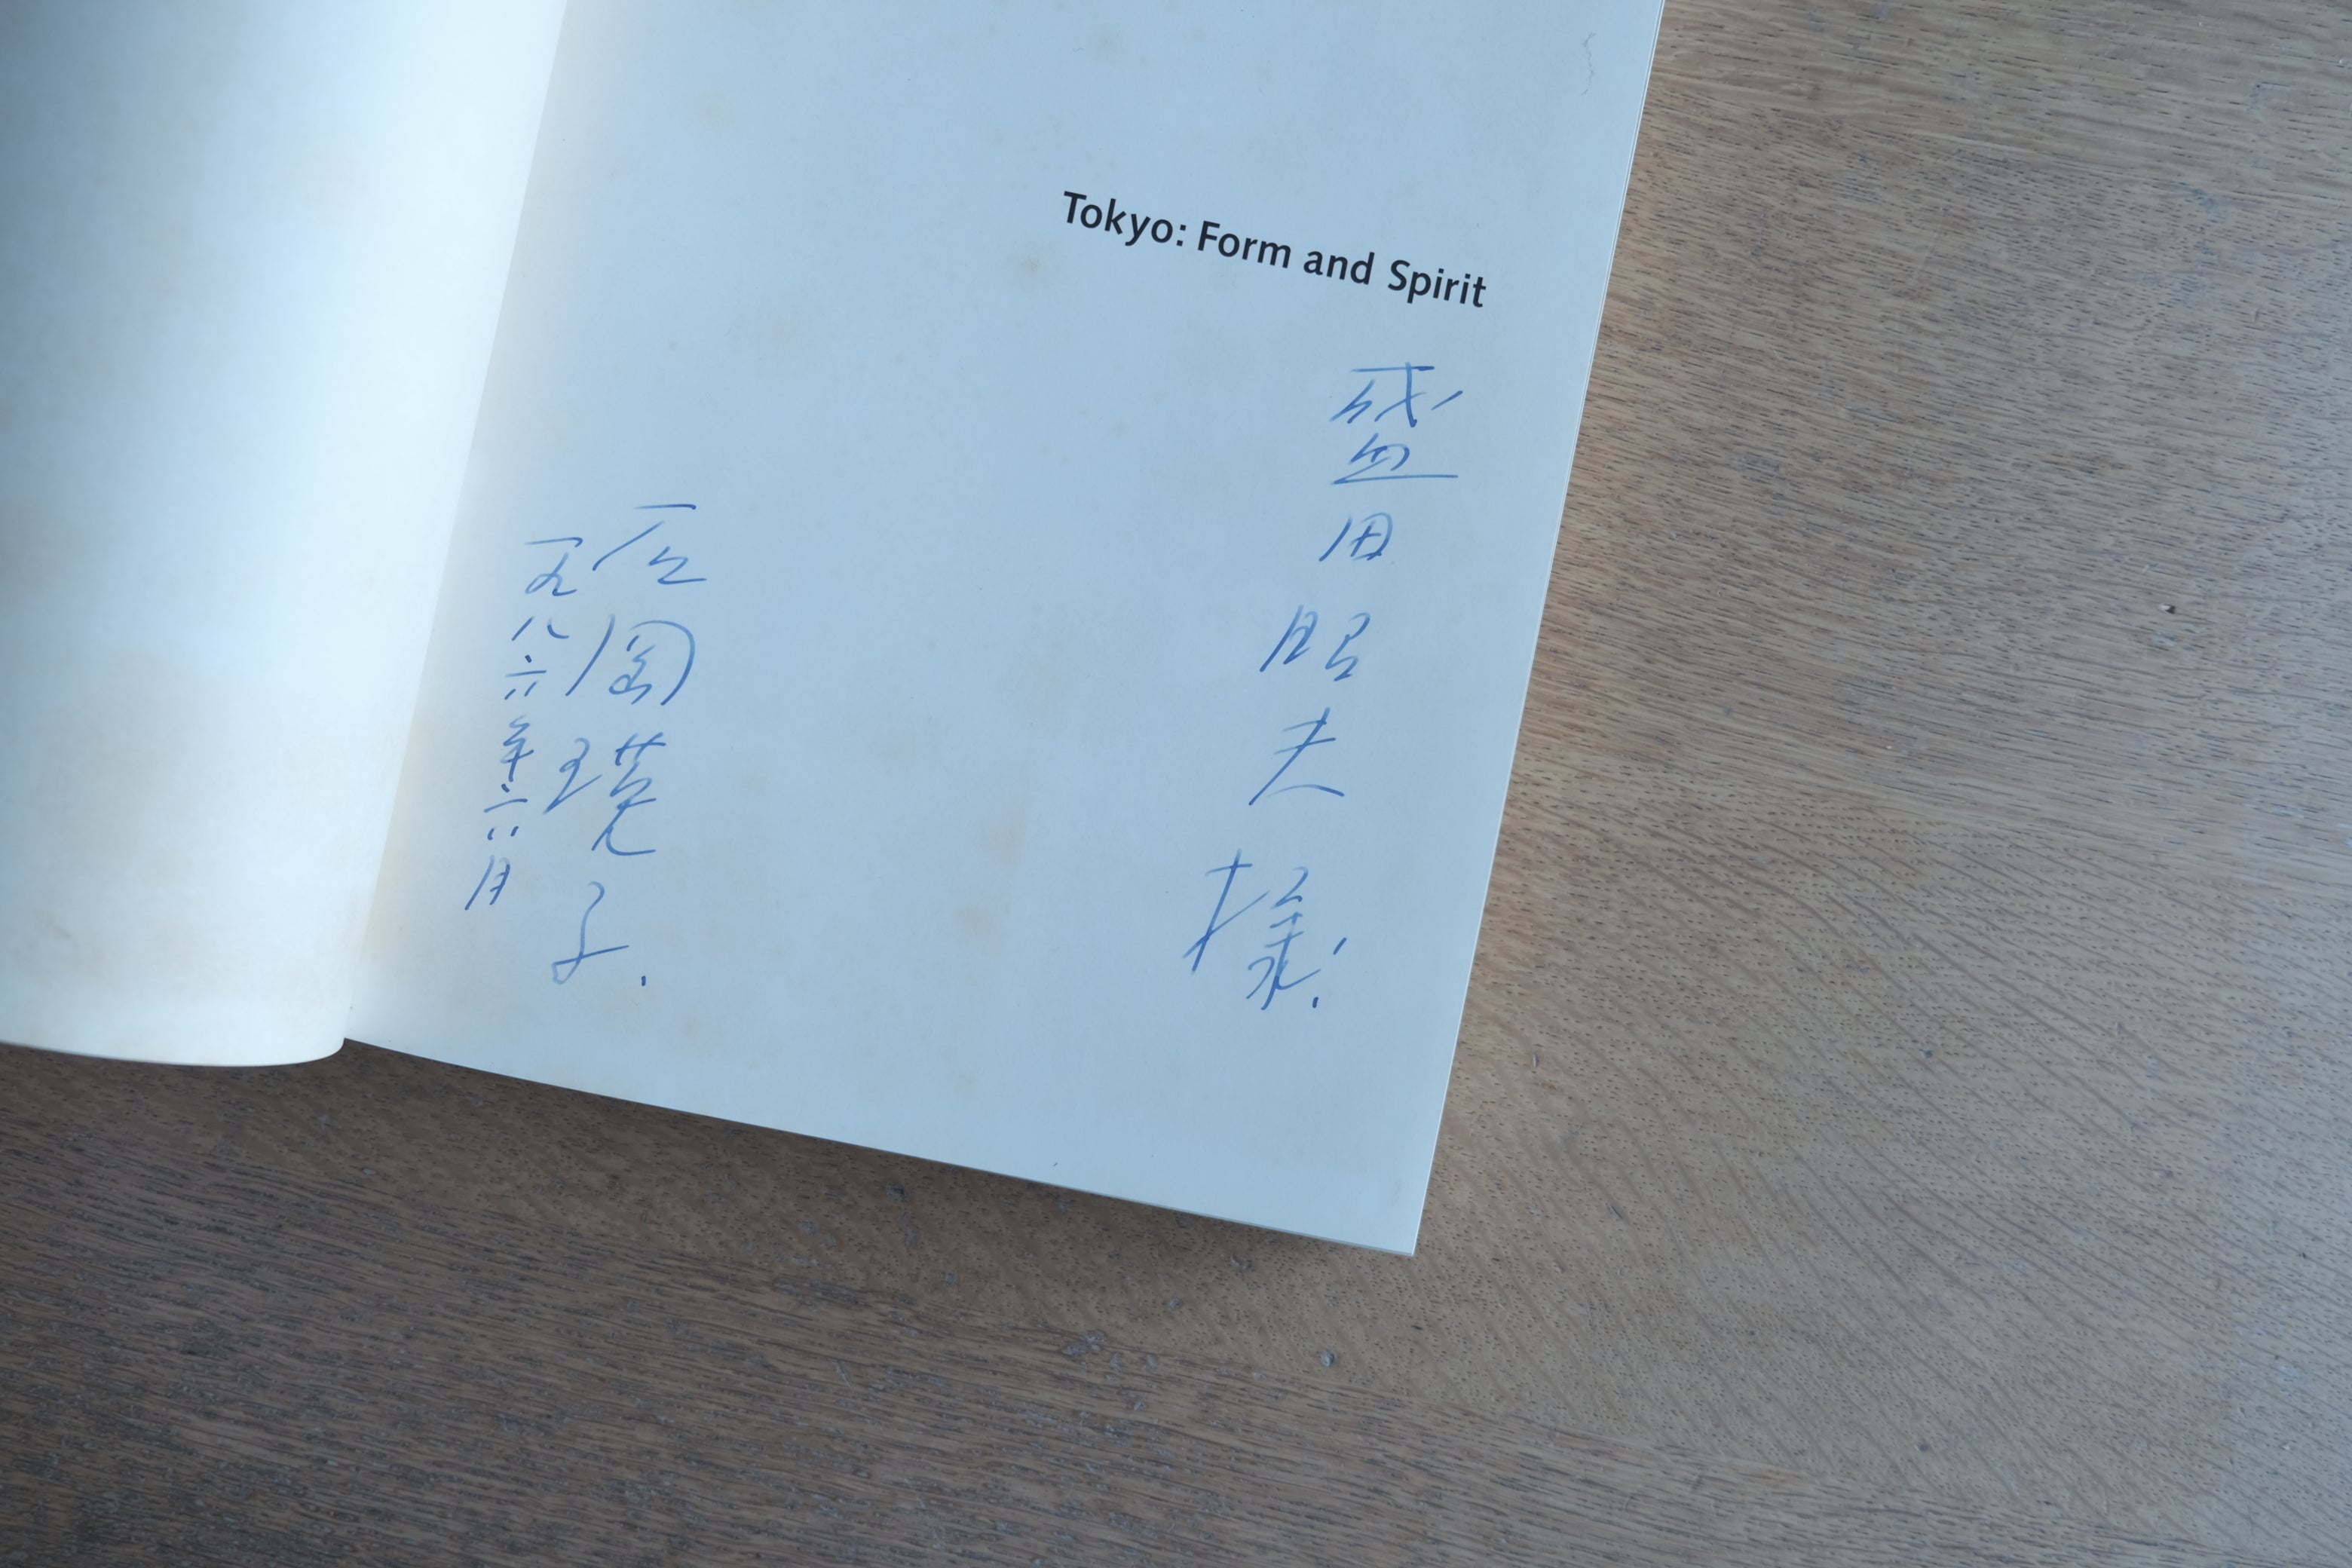 Tokyo: Form and Spirit
盛田昭夫様.
石岡瑛子.
一九八六年六月